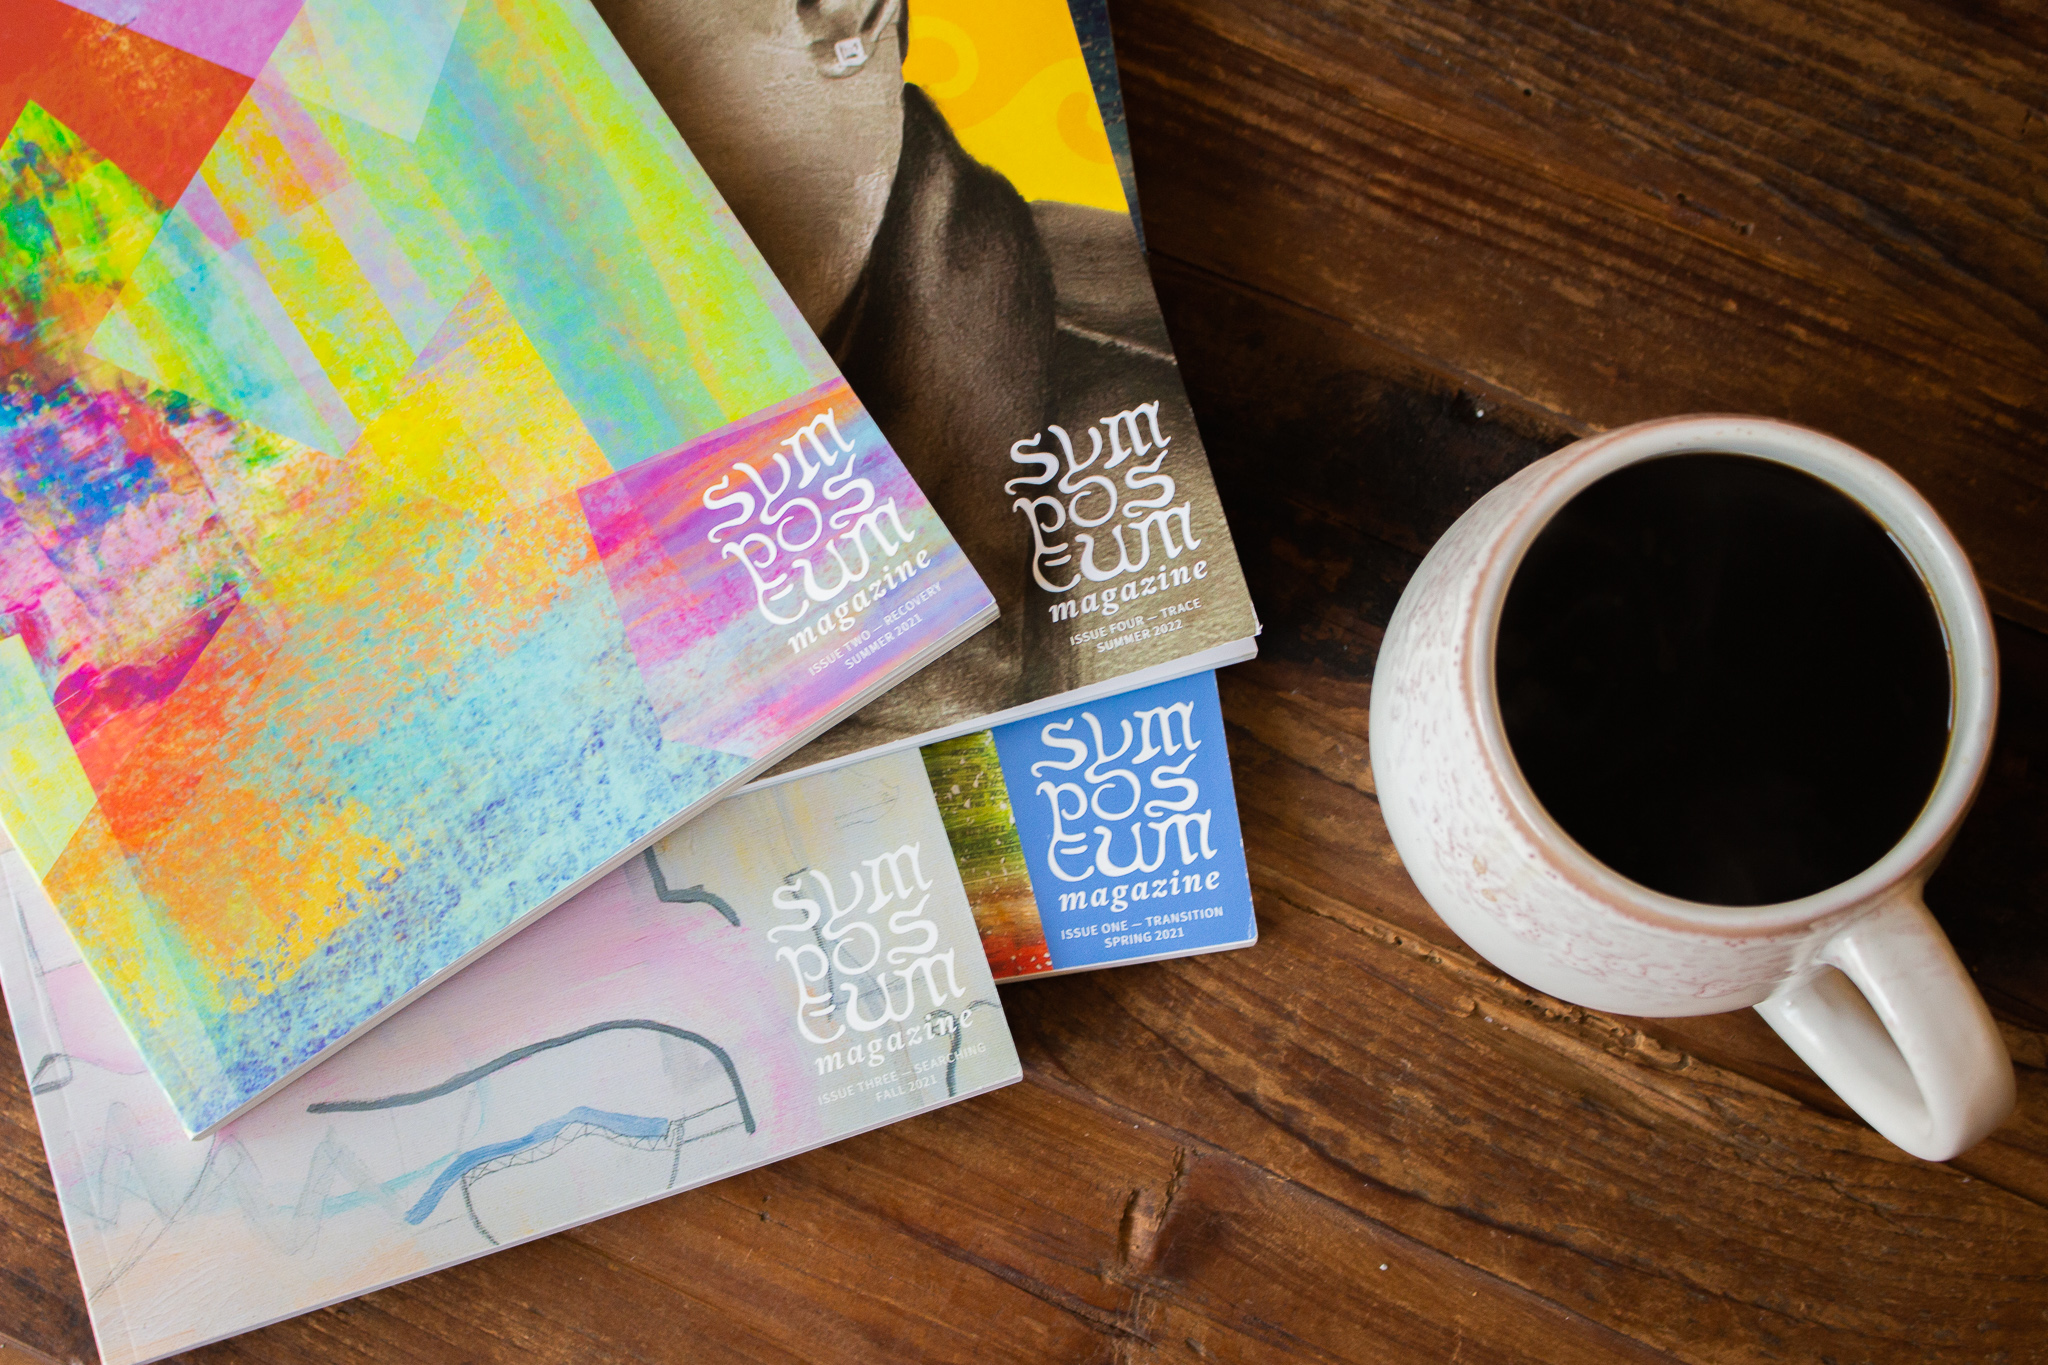 SYM
POS
EUM
magazine
ISSUE TWO — RECOVERY
SUMMER 2021
SYM
POS
EUM
magazine
ISSUE FOUR — TRACE
SUMMER 2022
SYM
POS
EUM
magazine
ISSUE ONE — TRANSITION
SPRING 2021
SYM
POS
EUM
magazine
ISSUE THREE — SEARCHING
FALL 2021